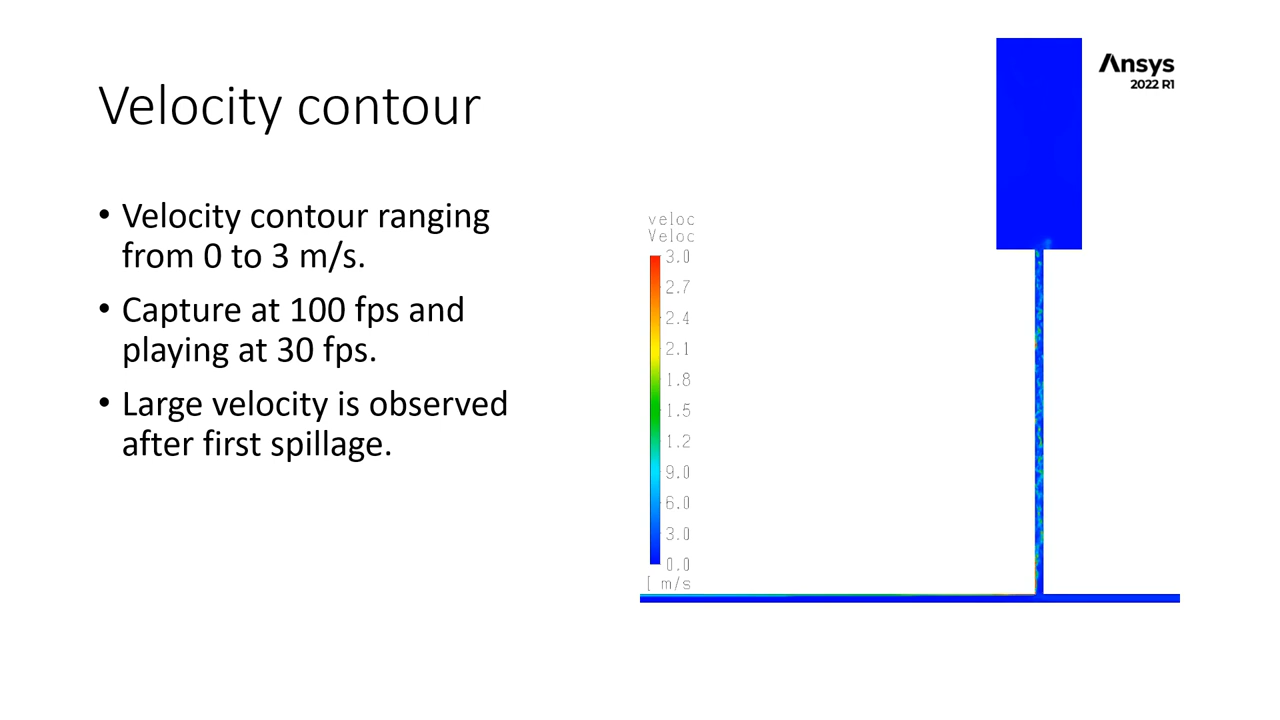 Velocity contour
• Velocity contour ranging
from 0 to 3 m/s.
• Capture at 100 fps and
playing at 30 fps.
• Large velocity is observed
after first spillage.
Ansys
2022 R1
veloc
Veloc
3.0
2.7
2.4
2.1
1.8
1.5
1.2
9.0
6.0
3.0
0.0
[ m/s